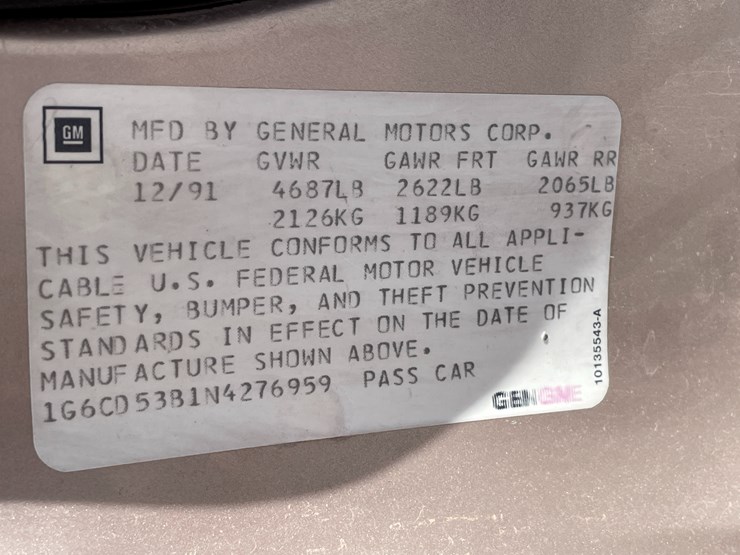 GM
MFD BY GENERAL MOTORS CORP.
DATE GVWR GAWR FRT GAWR RR
12/91 4687LB 2622LB 2065LB
2126KG 1189KG 937KG
THIS VEHICLE CONFORMS TO ALL APPLI-
CABLE U.S. FEDERAL MOTOR VEHICLE
SAFETY, BUMPER, AND THEFT PREVENTION
STANDARDS IN EFFECT ON THE DATE OF
MANUFACTURE SHOWN ABOVE.
1G6CD53B1N4276959 PASS CAR
10135543-A